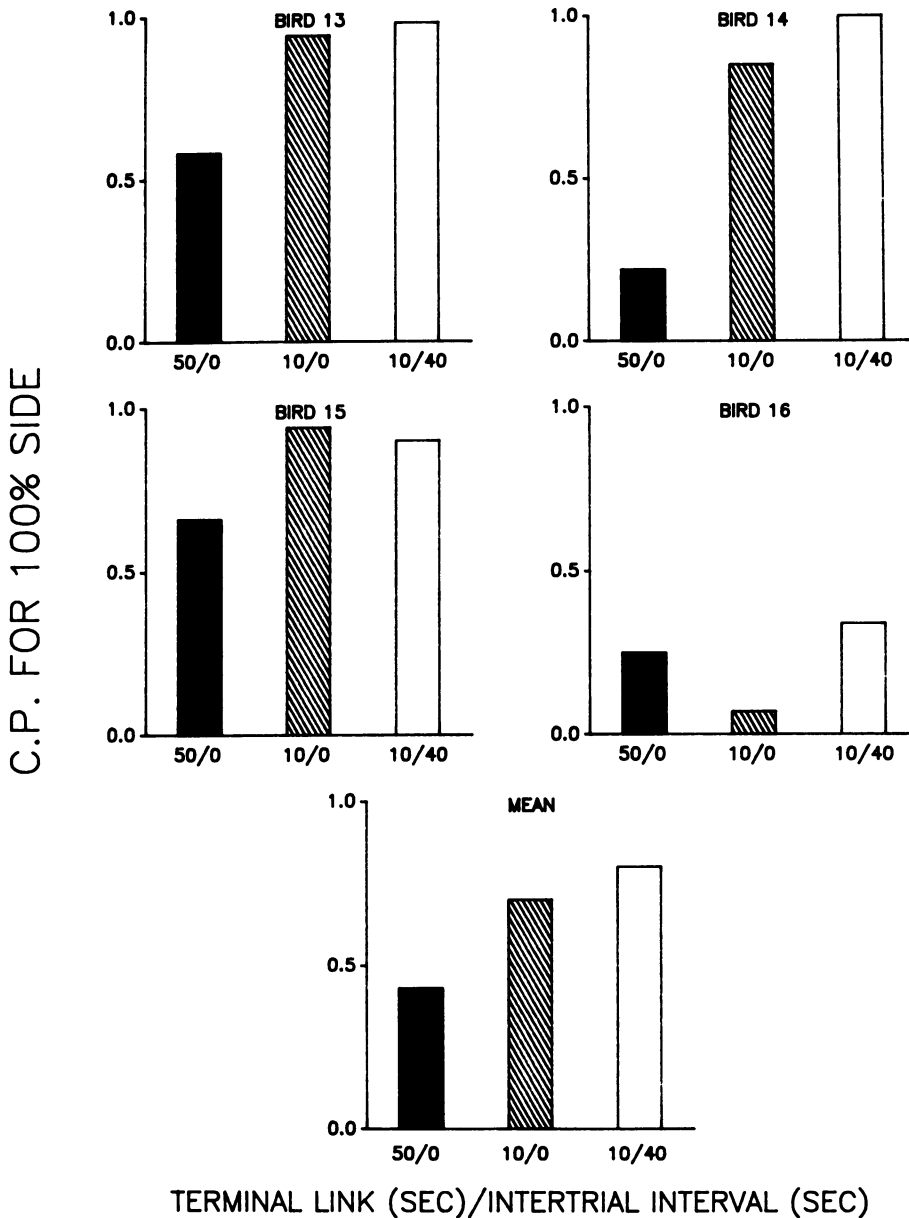 C.P. FOR 100% SIDE
BIRD 13
1.0
0.5
0.0
50/0 10/0 10/40
BIRD 14
1.0
0.5
0.0
50/0 10/0 10/40
BIRD 15
1.0
0.5
0.0
50/0 10/0 10/40
BIRD 16
1.0
0.5
0.0
50/0 10/0 10/40
MEAN
1.0
0.5
0.0
50/0 10/0 10/40
TERMINAL LINK (SEC)/INTERTRIAL INTERVAL (SEC)